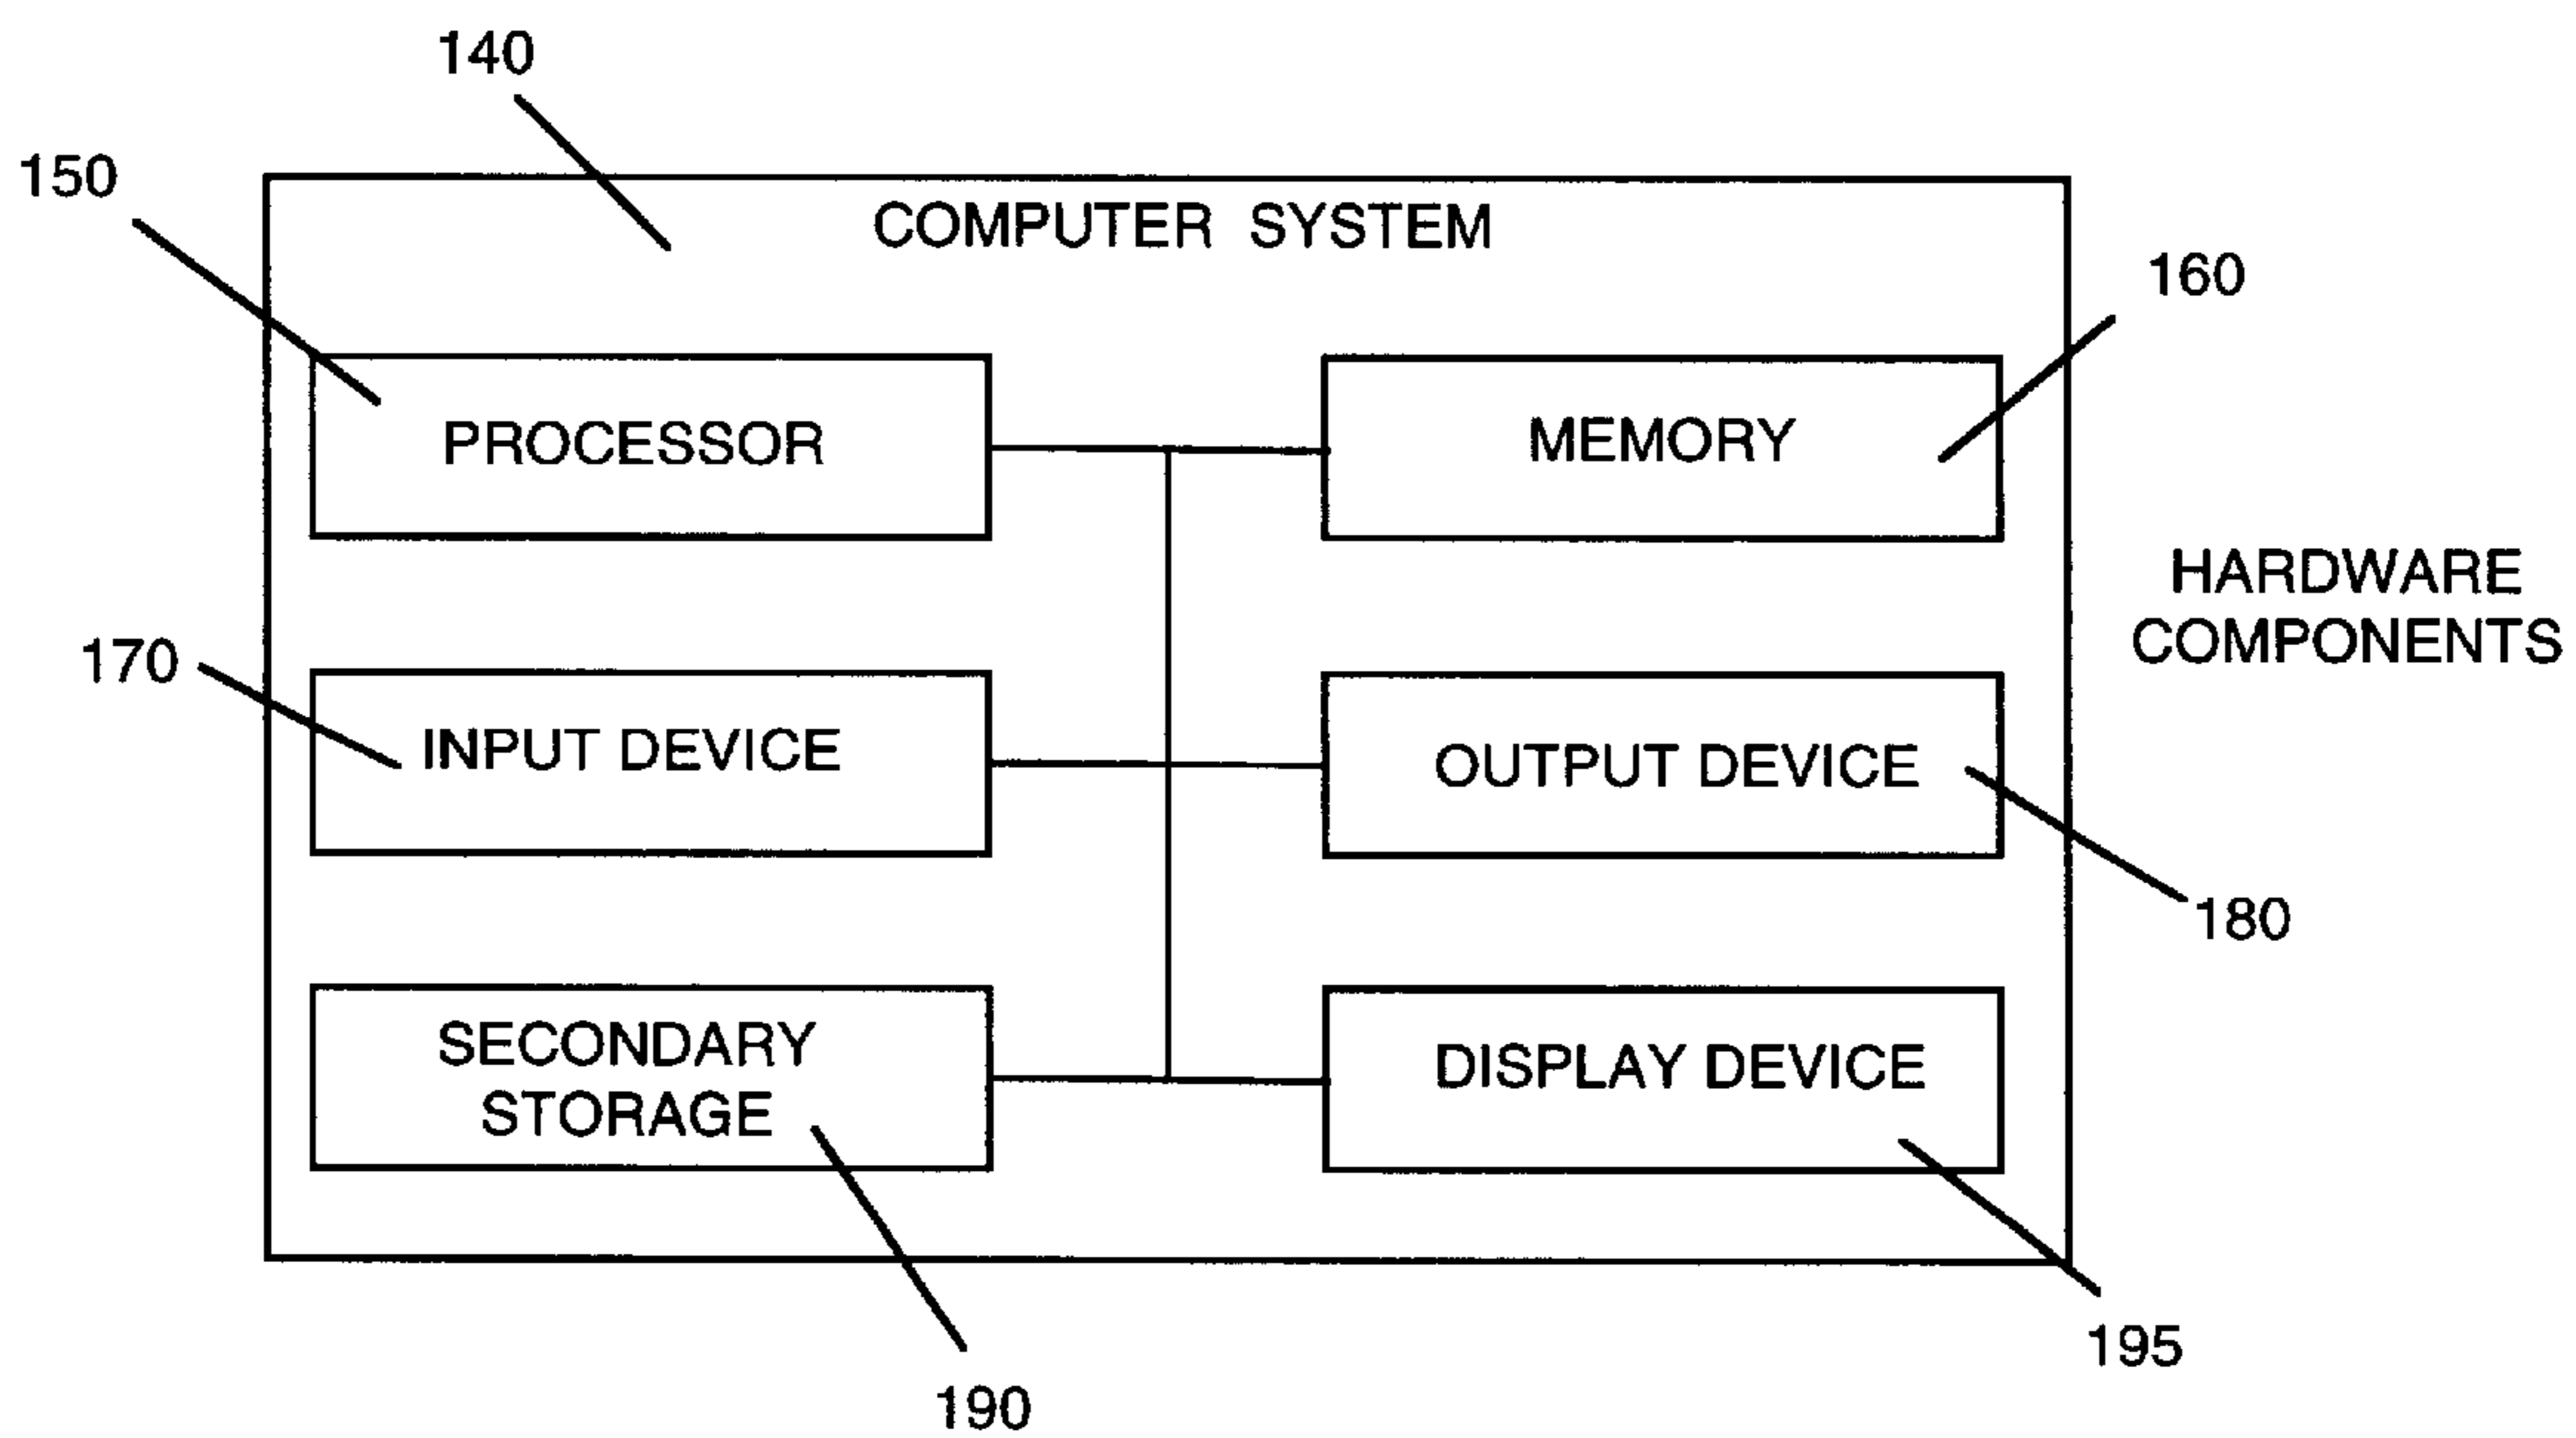 140
150
COMPUTER SYSTEM
160
PROCESSOR
MEMORY
HARDWARE
COMPONENTS
170
INPUT DEVICE
OUTPUT DEVICE
180
SECONDARY
STORAGE
DISPLAY DEVICE
195
190